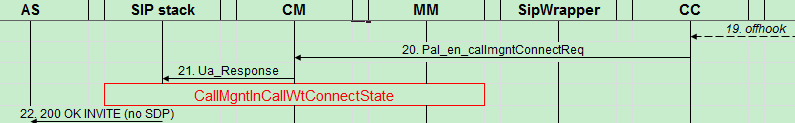 AS SIP stack CM MM SipWrapper CC
19. offhook
20. Pal_en_callmgntConnectReq
21. Ua_Response
CallMgntInCallWtConnectState
22. 200 OK INVITE (no SDP)